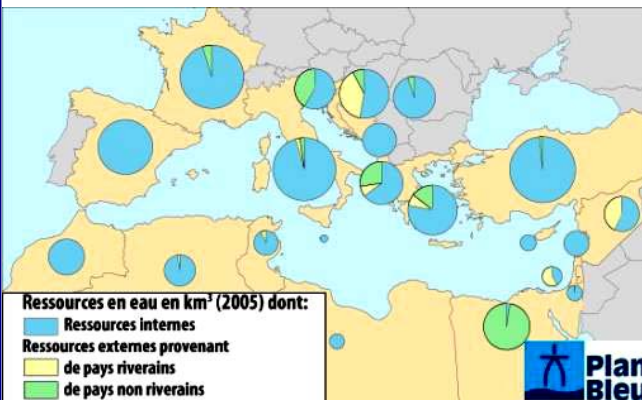 Ressources en eau en km³ (2005) dont:
Ressources internes
Ressources externes provenant
de pays riverains
de pays non riverains
Plan
Bleu